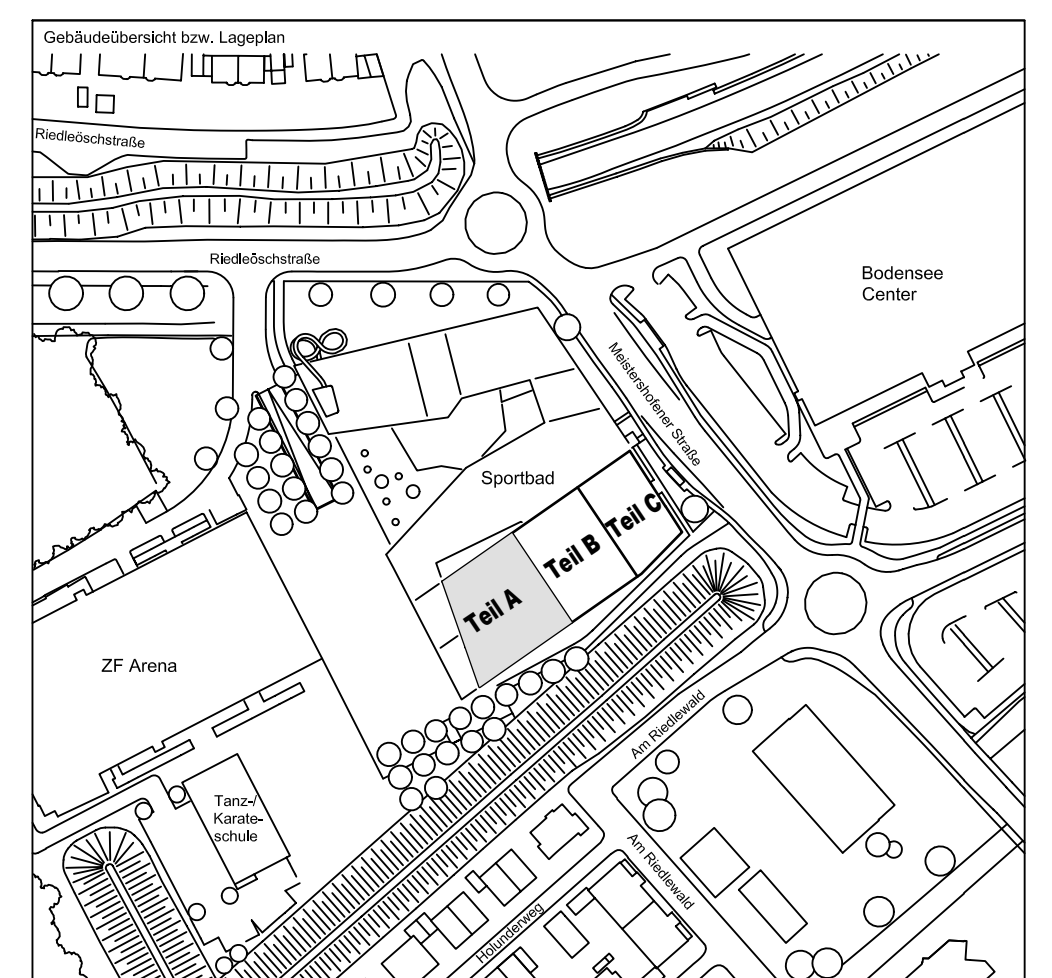 Gebäudeübersicht bzw. Lageplan
Riedleöschstraße
Riedleöschstraße
Bodensee
Center
Meistershofener Straße
Sportbad
Teil C
Teil B
Teil A
ZF Arena
Am Riedlewald
Tanz-/
Karate-
schule
Am Riedlewald
Holunderweg